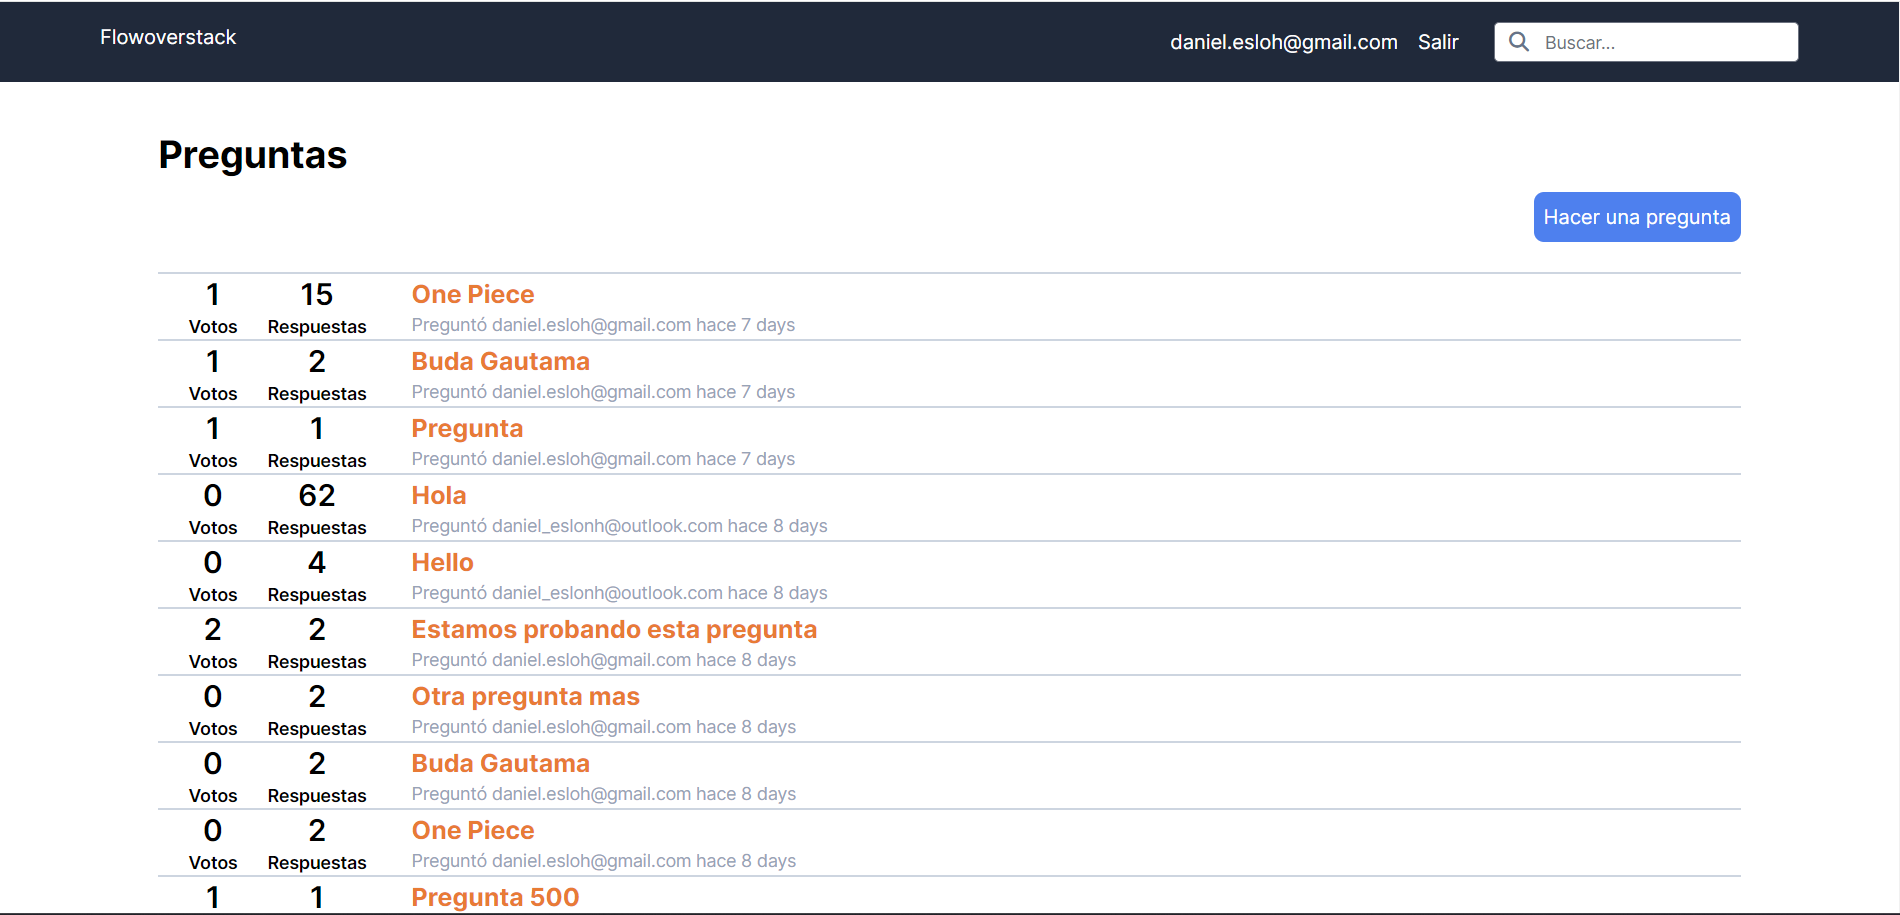 Flowoverstack
daniel.esloh@gmail.com Salir Buscar...
Preguntas
Hacer una pregunta
1 15 One Piece
Votos Respuestas Preguntó daniel.esloh@gmail.com hace 7 days
1 2 Buda Gautama
Votos Respuestas Preguntó daniel.esloh@gmail.com hace 7 days
1 1 Pregunta
Votos Respuestas Preguntó daniel.esloh@gmail.com hace 7 days
0 62 Hola
Votos Respuestas Preguntó daniel_eslonh@outlook.com hace 8 days
0 4 Hello
Votos Respuestas Preguntó daniel_eslonh@outlook.com hace 8 days
2 2 Estamos probando esta pregunta
Votos Respuestas Preguntó daniel.esloh@gmail.com hace 8 days
0 2 Otra pregunta mas
Votos Respuestas Preguntó daniel.esloh@gmail.com hace 8 days
0 2 Buda Gautama
Votos Respuestas Preguntó daniel.esloh@gmail.com hace 8 days
0 2 One Piece
Votos Respuestas Preguntó daniel.esloh@gmail.com hace 8 days
1 1 Pregunta 500